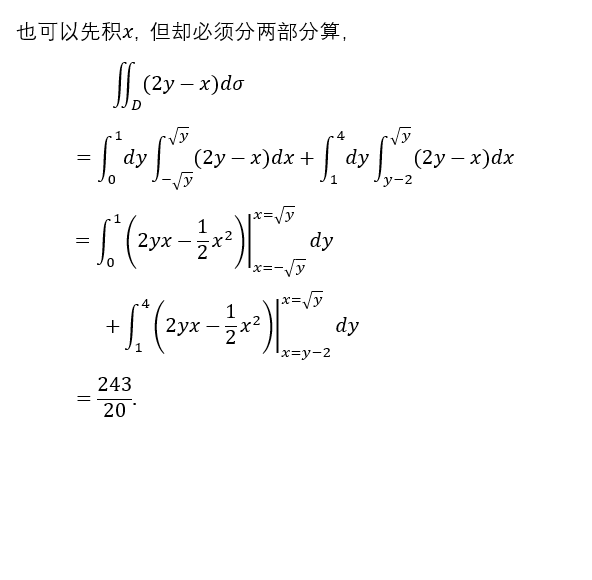 也可以先积x, 但却必须分两部分算,
∬_D (2y − x)dσ
= ∫_0^1 dy ∫_{−√y}^{√y} (2y − x)dx + ∫_1^4 dy ∫_{y−2}^{√y} (2y − x)dx
= ∫_0^1 (2yx − 1/2 x²)|_{x=−√y}^{x=√y} dy
+ ∫_1^4 (2yx − 1/2 x²)|_{x=y−2}^{x=√y} dy
= 243/20.